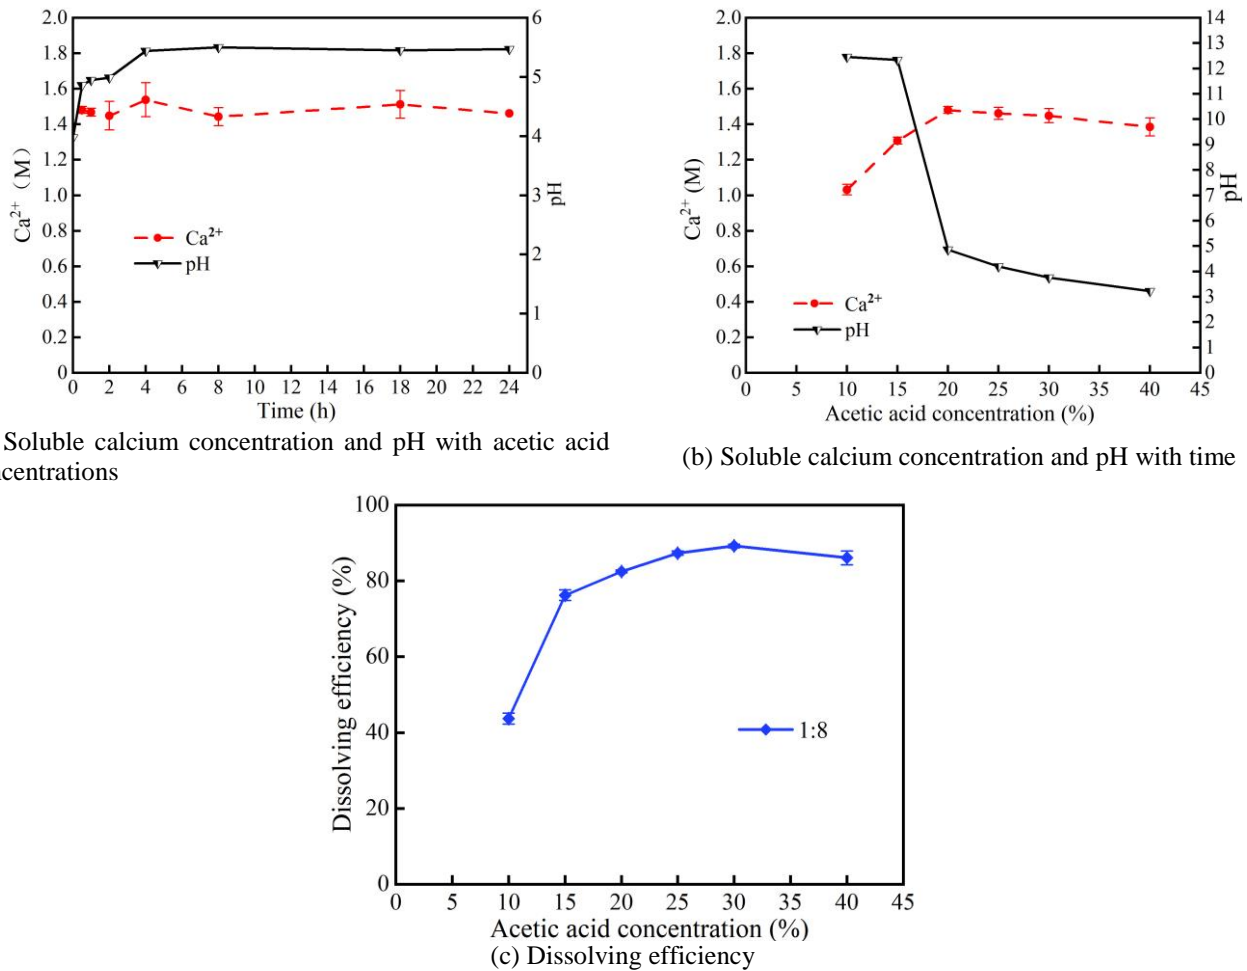 2.0
1.8
1.6
1.4
1.2
1.0
0.8
0.6
0.4
0.2
0
Ca²⁺ (M)
6
5
4
3
2
1
0
pH
Ca²⁺
pH
0 2 4 6 8 10 12 14 16 18 20 22 24
Time (h)
Soluble calcium concentration and pH with acetic acid
ncentrations
2.0
1.8
1.6
1.4
1.2
1.0
0.8
0.6
0.4
0.2
0
Ca²⁺ (M)
14
13
12
11
10
9
8
7
6
5
4
3
2
1
0
pH
Ca²⁺
pH
0 5 10 15 20 25 30 35 40 45
Acetic acid concentration (%)
(b) Soluble calcium concentration and pH with time
100
80
60
40
20
0
Dissolving efficiency (%)
1:8
0 5 10 15 20 25 30 35 40 45
Acetic acid concentration (%)
(c) Dissolving efficiency